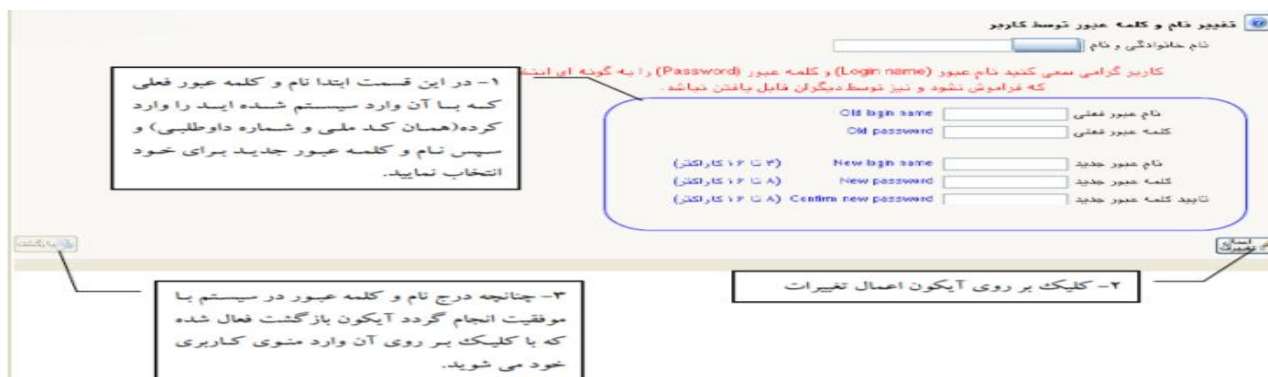 تغییر نام و کلمه عبور توسط کاربر
نام خانوادگی و نام
کاربر گرامی سعی کنید نام عبور (Login name) و کلمه عبور (Password) را به گونه ای
که فراموش نشود و نیز توسط دیگران قابل یافتن نباشد.
۱- در این قسمت ابتدا نام و کلمه عبور فعلی
که با آن وارد سیستم شده اید را وارد
کرده(همان کد ملی و شماره داوطلبی) و
سپس نام و کلمه عبور جدید برای خود
انتخاب نمایید.
نام عبور فعلی Old login name
کلمه عبور فعلی Old password
نام عبور جدید New login name (۳ تا ۱۶ کاراکتر)
کلمه عبور جدید New password (۸ تا ۱۶ کاراکتر)
تایید کلمه عبور جدید Confirm new password (۸ تا ۱۶ کاراکتر)
اعمال
تغییرات
بازگشت
۲- کلیک بر روی آیکون اعمال تغییرات
۳- چنانچه درج نام و کلمه عبور در سیستم با
موفقیت انجام گردد آیکون بازگشت فعال شده
که با کلیک بر روی آن وارد منوی کاربری
خود می شوید.